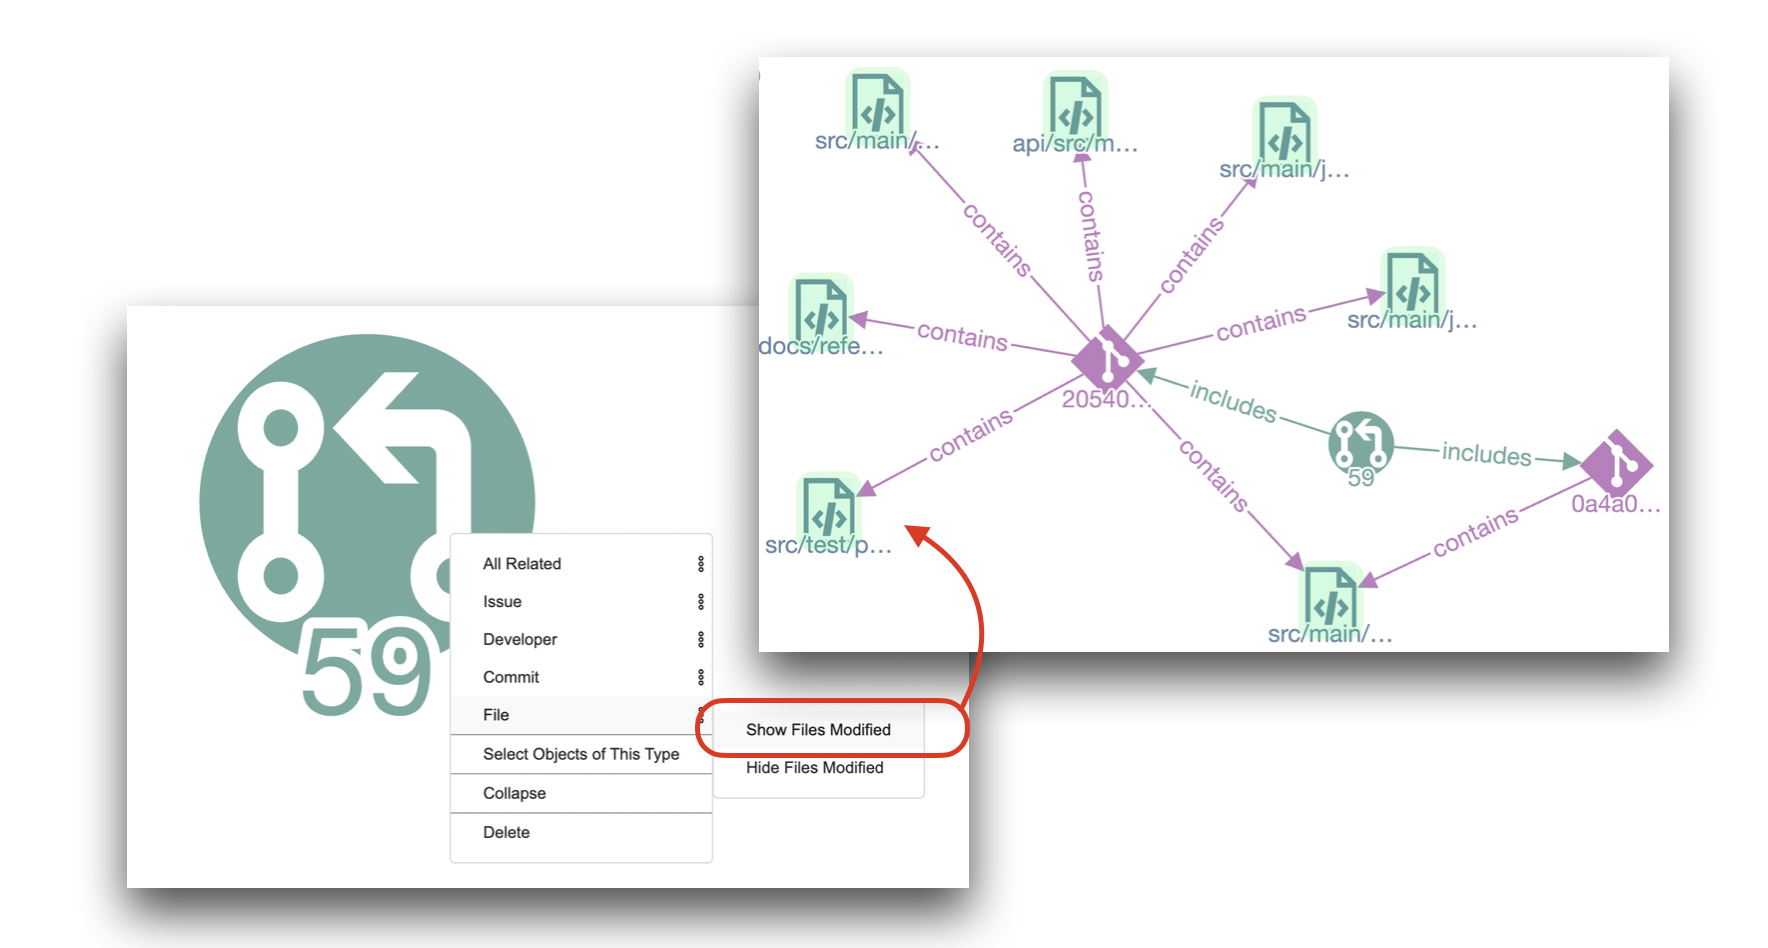 src/main/...
api/src/m...
src/main/j...
contains
contains
contains
src/main/j...
contains
docs/refe...
contains
20540...
includes
contains
contains
59
includes
0a4a0...
src/test/p...
contains
src/main/...
59
All Related
Issue
Developer
Commit
File
Select Objects of This Type
Collapse
Delete
Show Files Modified
Hide Files Modified